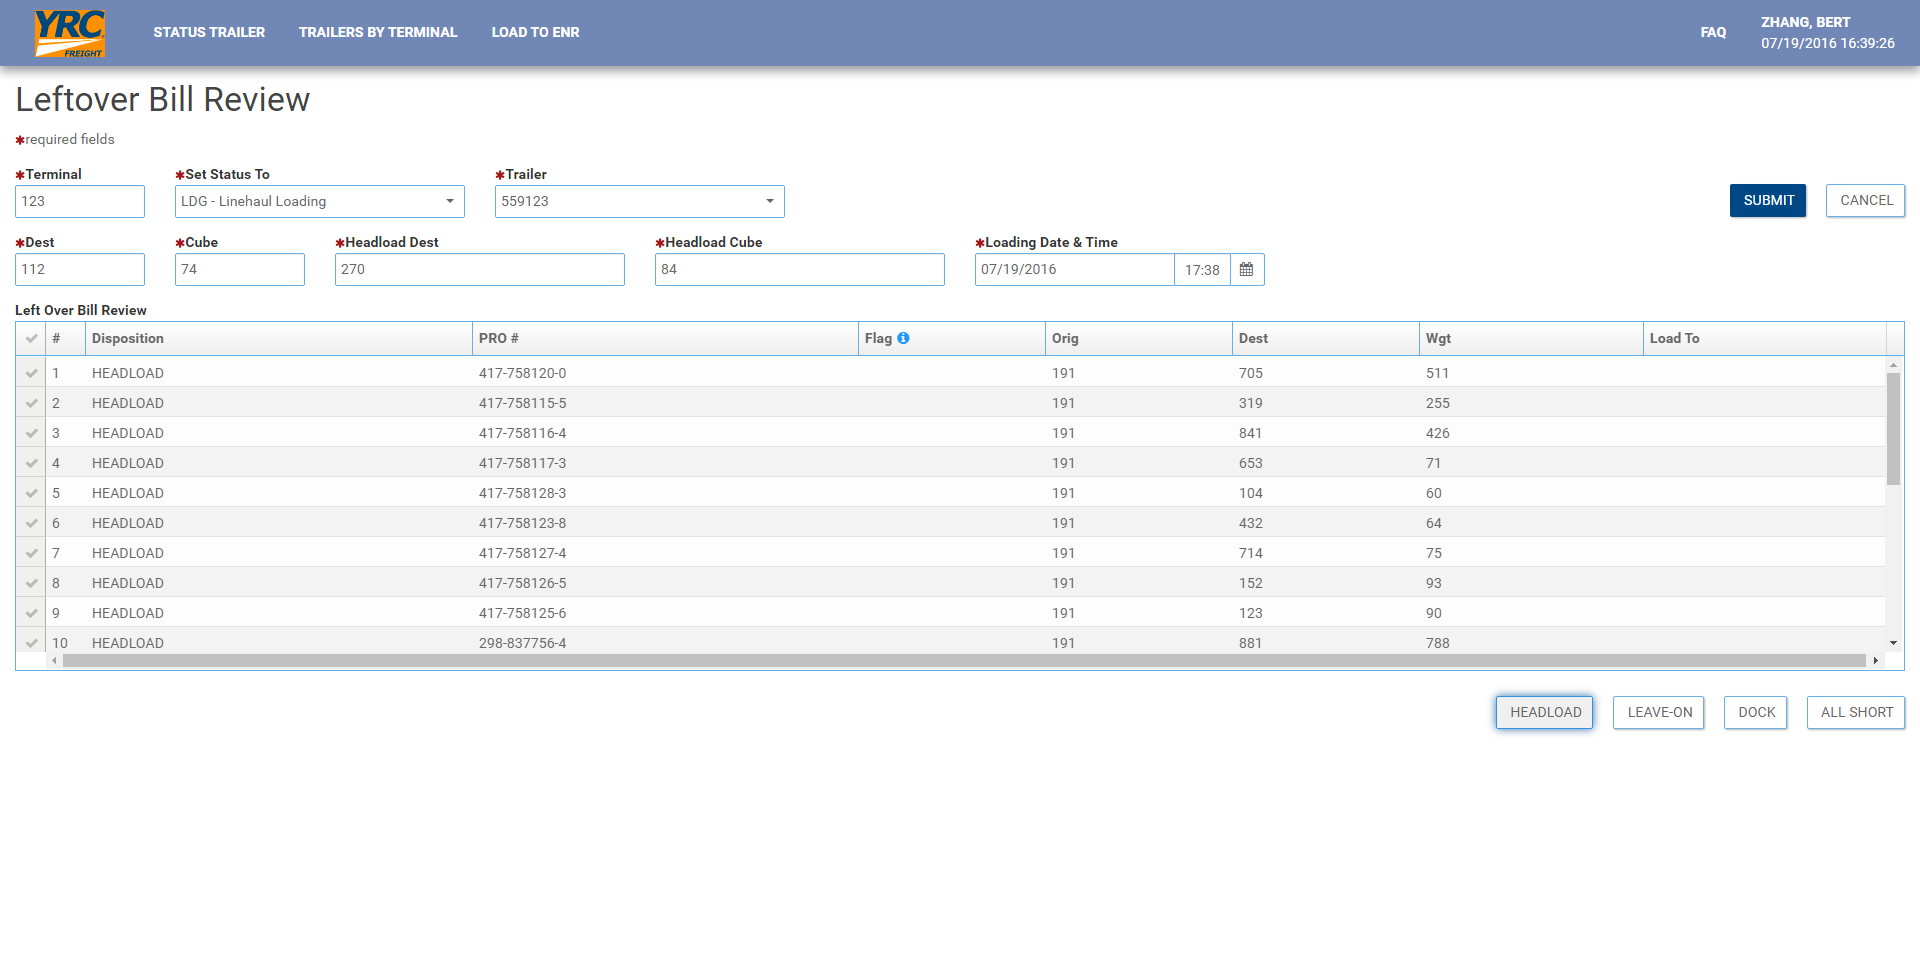 YRC
FREIGHT
STATUS TRAILER TRAILERS BY TERMINAL LOAD TO ENR FAQ ZHANG, BERT
07/19/2016 16:39:26
Leftover Bill Review
*required fields
*Terminal *Set Status To *Trailer
123 LDG - Linehaul Loading 559123 SUBMIT CANCEL
*Dest *Cube *Headload Dest *Headload Cube *Loading Date & Time
112 74 270 84 07/19/2016 17:38
Left Over Bill Review
# Disposition PRO # Flag Orig Dest Wgt Load To
1 HEADLOAD 417-758120-0 191 705 511
2 HEADLOAD 417-758115-5 191 319 255
3 HEADLOAD 417-758116-4 191 841 426
4 HEADLOAD 417-758117-3 191 653 71
5 HEADLOAD 417-758128-3 191 104 60
6 HEADLOAD 417-758123-8 191 432 64
7 HEADLOAD 417-758127-4 191 714 75
8 HEADLOAD 417-758126-5 191 152 93
9 HEADLOAD 417-758125-6 191 123 90
10 HEADLOAD 298-837756-4 191 881 788
HEADLOAD LEAVE-ON DOCK ALL SHORT